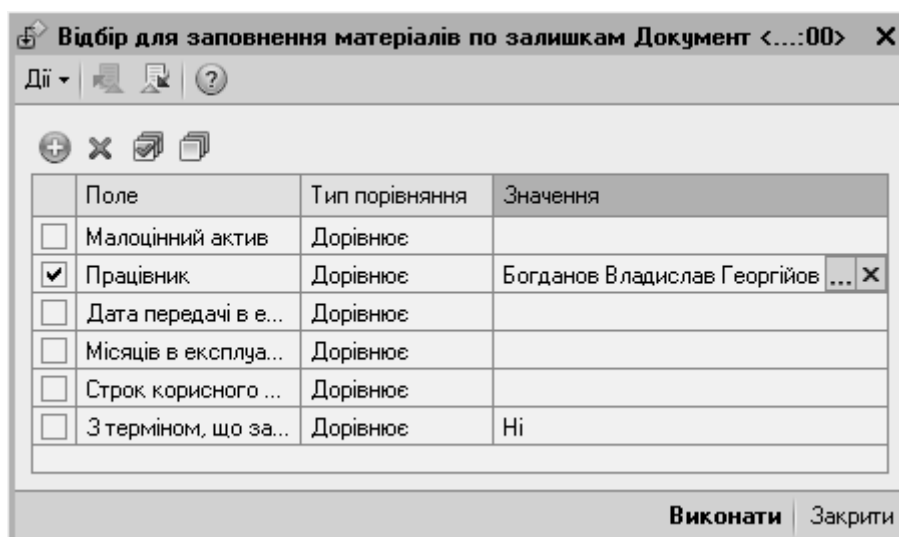 Відбір для заповнення матеріалів по залишкам Документ <...:00>
Дії
Поле Тип порівняння Значення
Малоцінний актив Дорівнює
Працівник Дорівнює Богданов Владислав Георгійов ...
Дата передачі в е... Дорівнює
Місяців в експлуа... Дорівнює
Строк корисного ... Дорівнює
З терміном, що за... Дорівнює Ні
Виконати Закрити